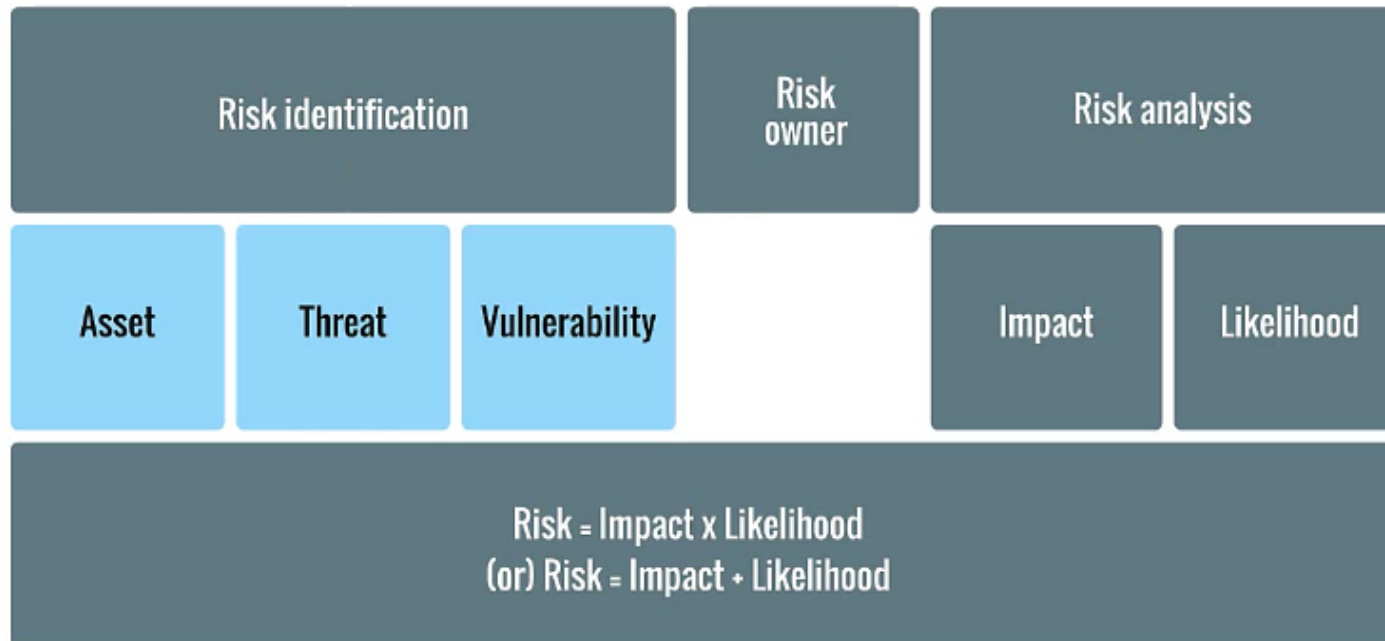 Risk identification
Risk
owner
Risk analysis
Asset
Threat
Vulnerability
Impact
Likelihood
Risk = Impact x Likelihood
(or) Risk = Impact + Likelihood